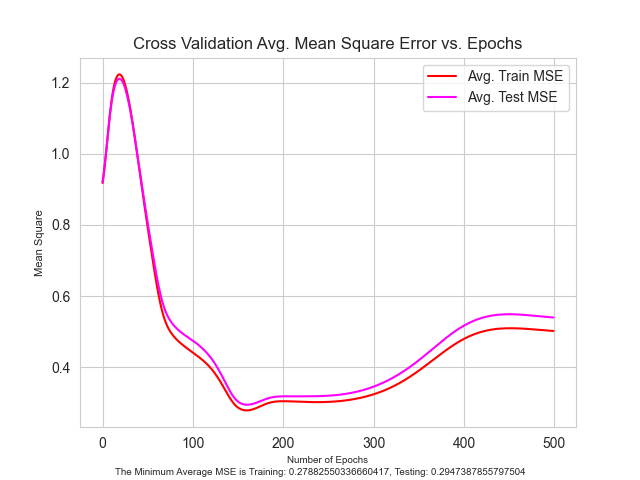 Cross Validation Avg. Mean Square Error vs. Epochs
Avg. Train MSE
Avg. Test MSE
Mean Square
1.2
1.0
0.8
0.6
0.4
0 100 200 300 400 500
Number of Epochs
The Minimum Average MSE is Training: 0.27882550336660417, Testing: 0.2947387855797504